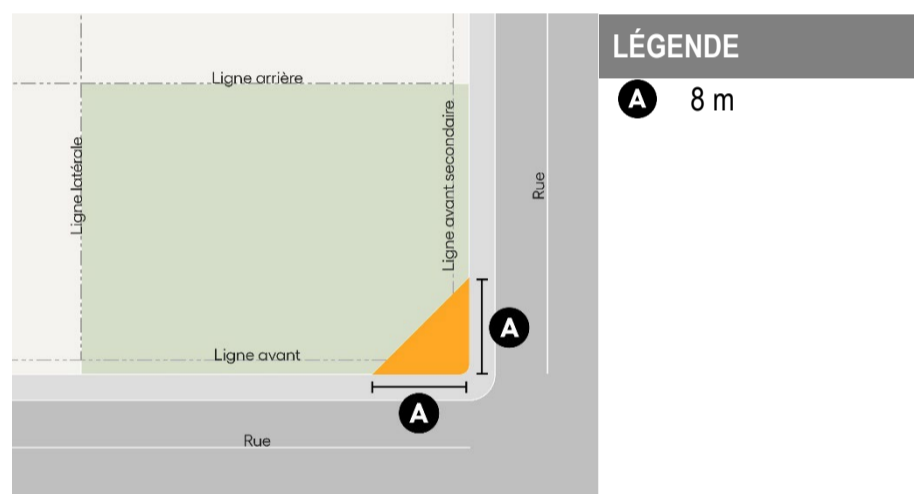 Ligne arrière
Ligne latérale
Ligne avant secondaire
Rue
A
Ligne avant
A
Rue
LÉGENDE
A 8 m